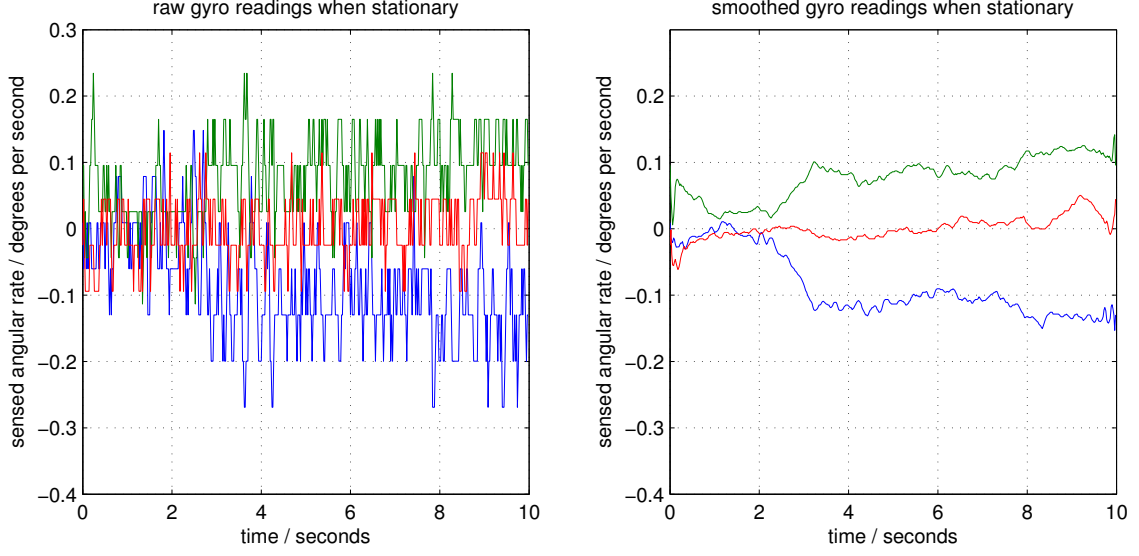 raw gyro readings when stationary
0.3
0.2
0.1
0
−0.1
−0.2
−0.3
−0.4
sensed angular rate / degrees per second
0 2 4 6 8 10
time / seconds
smoothed gyro readings when stationary
0.2
0.1
0
−0.1
−0.2
−0.3
−0.4
sensed angular rate / degrees per second
0 2 4 6 8 10
time / seconds